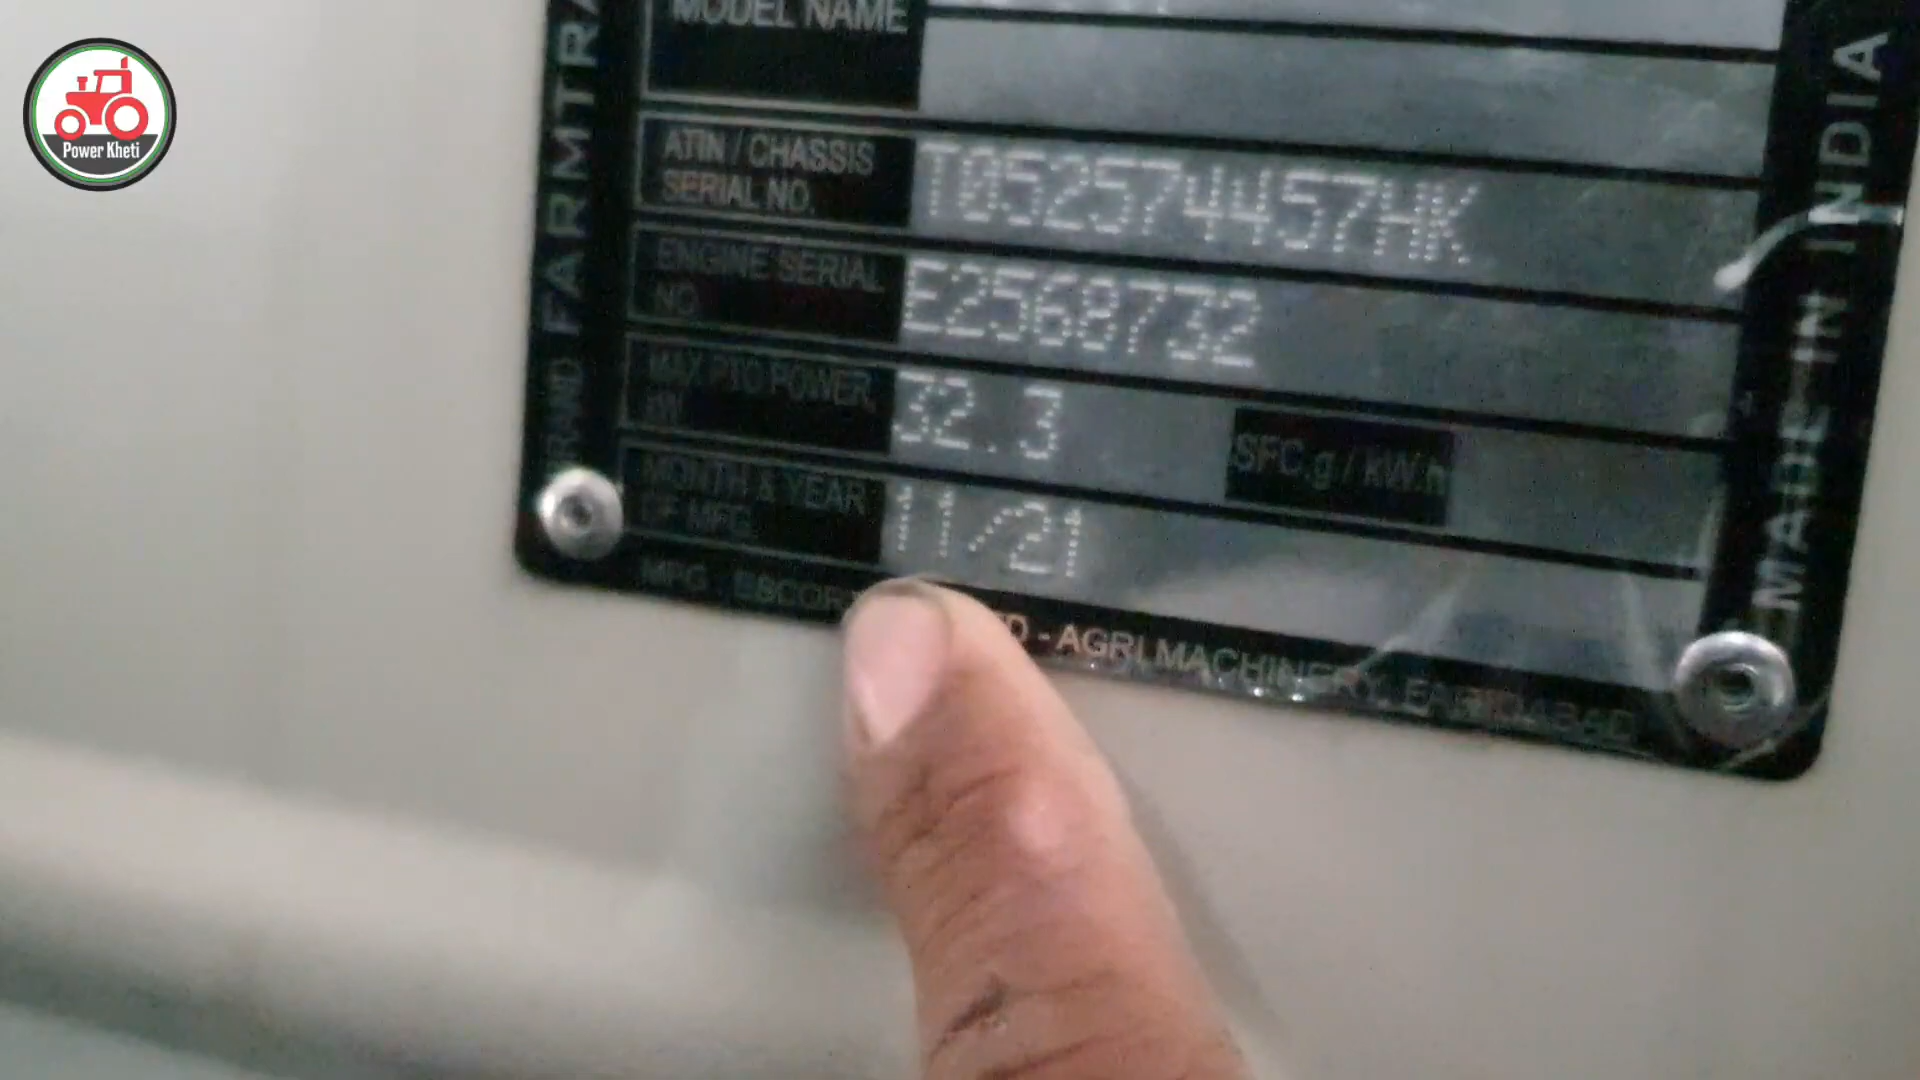 Power Kheti
MODEL NAME
ATIN / CHASSIS
SERIAL NO.
T052574457HK
ENGINE SERIAL
NO.
E2568732
MAX PTO POWER,
kW
32.3
SFC,g / kW.h
MONTH & YEAR
OF MFG.
11/21
MFG
- AGRI MACHINERY, FARIDABAD
BRAND FARMTRA
MADE IN INDIA